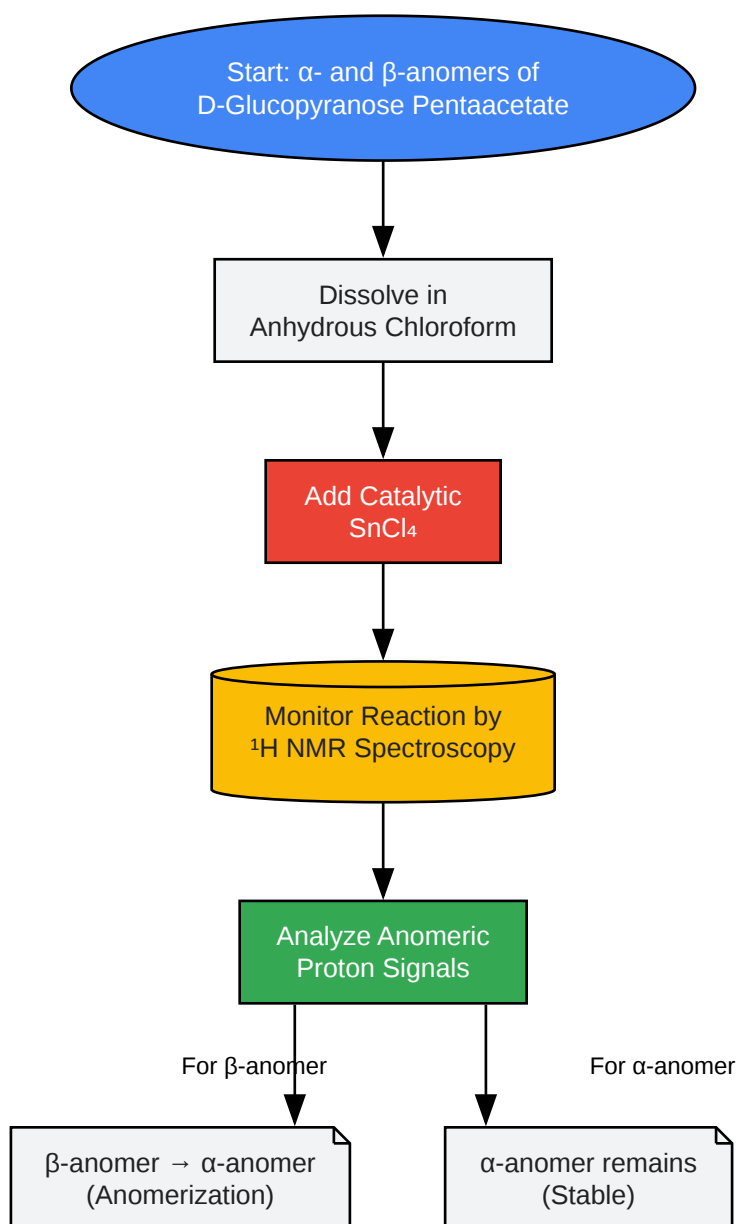 Start: α- and β-anomers of
D-Glucopyranose Pentaacetate
Dissolve in
Anhydrous Chloroform
Add Catalytic
SnCl₄
Monitor Reaction by
¹H NMR Spectroscopy
Analyze Anomeric
Proton Signals
For β-anomer
For α-anomer
β-anomer → α-anomer
(Anomerization)
α-anomer remains
(Stable)